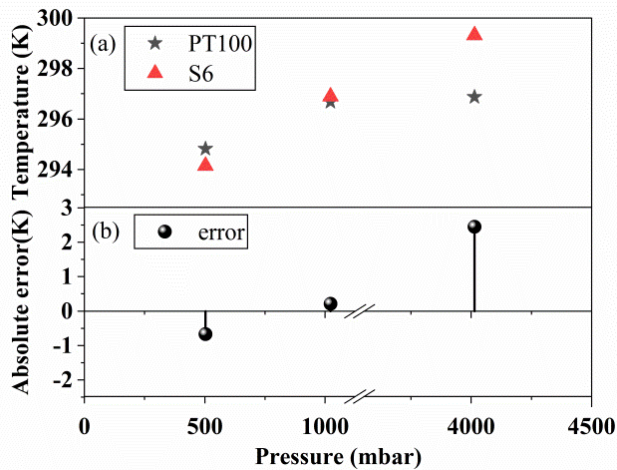 (a)
PT100
S6
Temperature (K)
300
298
296
294
(b)
error
Absolute error(K)
3
2
1
0
-1
-2
0
500
1000
4000
4500
Pressure (mbar)